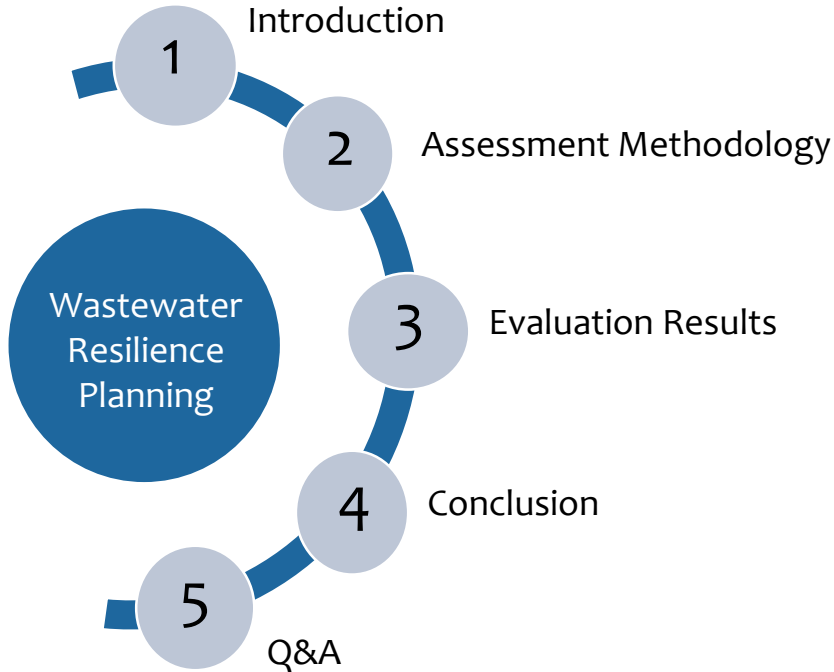 1
Introduction
2
Assessment Methodology
Wastewater
Resilience
Planning
3
Evaluation Results
4
Conclusion
5
Q&A